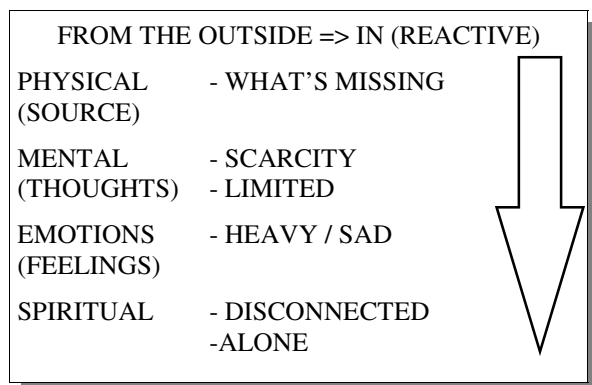 FROM THE OUTSIDE => IN (REACTIVE)
PHYSICAL - WHAT'S MISSING
(SOURCE)
MENTAL - SCARCITY
(THOUGHTS) - LIMITED
EMOTIONS - HEAVY / SAD
(FEELINGS)
SPIRITUAL - DISCONNECTED
-ALONE